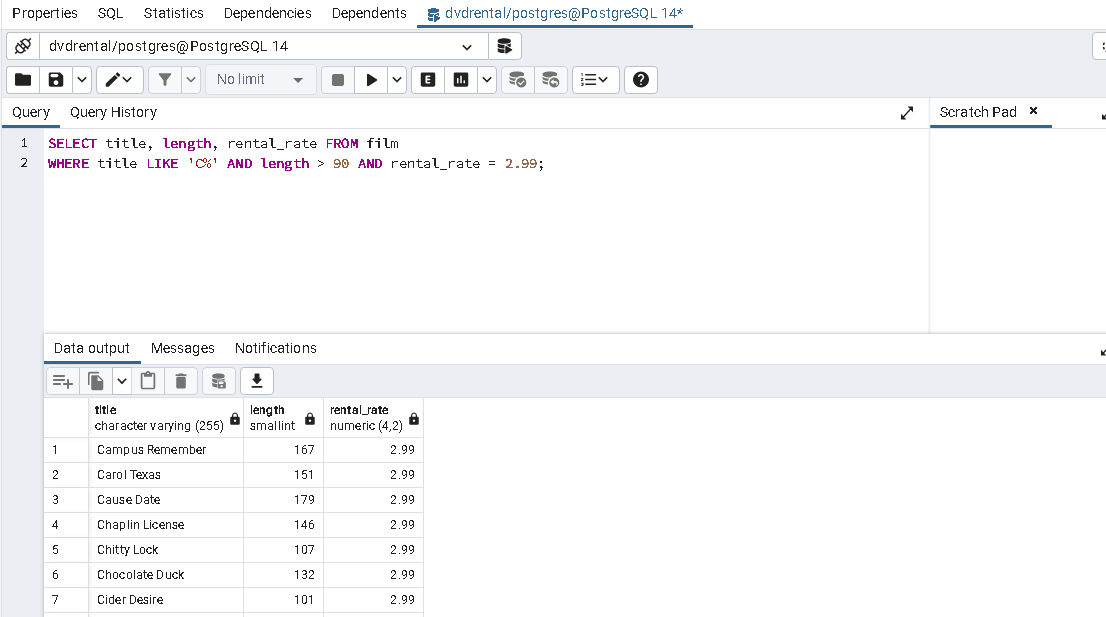 Properties SQL Statistics Dependencies Dependents dvdrental/postgres@PostgreSQL 14*
dvdrental/postgres@PostgreSQL 14
No limit E
Query Query History Scratch Pad
1 SELECT title, length, rental_rate FROM film
2 WHERE title LIKE 'C%' AND length > 90 AND rental_rate = 2.99;
Data output Messages Notifications
title length rental_rate
character varying (255) smallint numeric (4,2)
1 Campus Remember 167 2.99
2 Carol Texas 151 2.99
3 Cause Date 179 2.99
4 Chaplin License 146 2.99
5 Chitty Lock 107 2.99
6 Chocolate Duck 132 2.99
7 Cider Desire 101 2.99